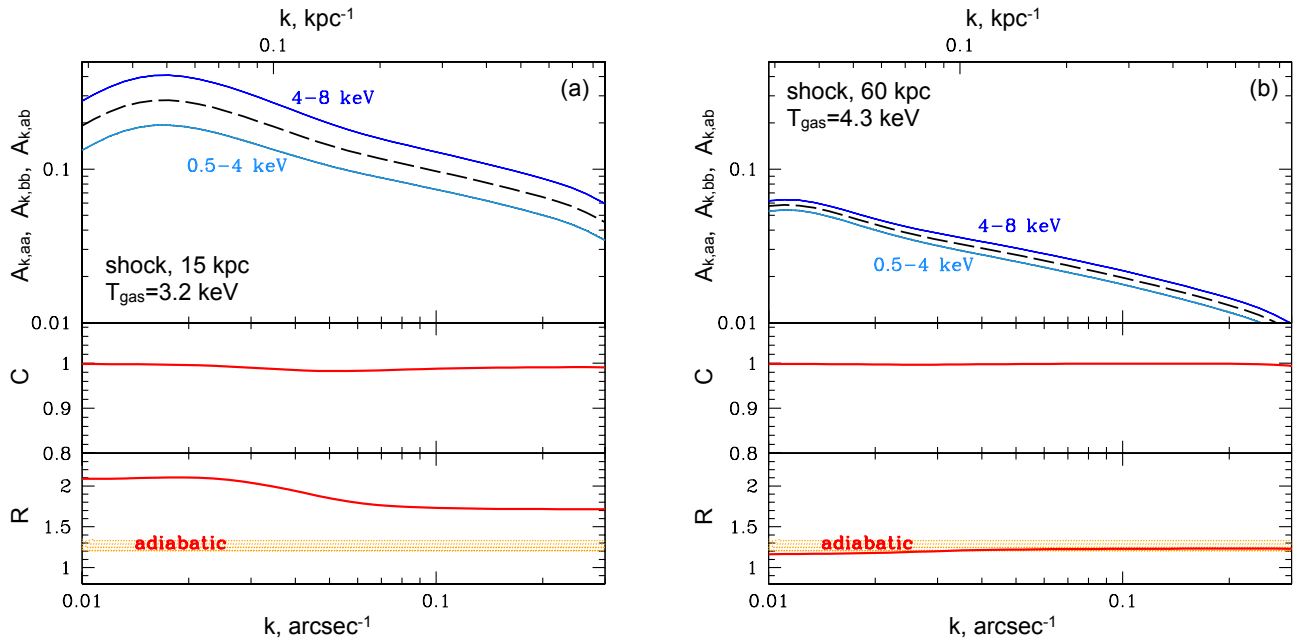 k, kpc⁻¹
0.1
(a)
4−8 keV
0.5−4 keV
0.1
A_k,aa, A_k,bb, A_k,ab
shock, 15 kpc
T_gas=3.2 keV
0.01
C
1
0.9
0.8
R
2
1.5
1
adiabatic
0.01
0.1
k, arcsec⁻¹
k, kpc⁻¹
0.1
(b)
shock, 60 kpc
T_gas=4.3 keV
0.1
A_k,aa, A_k,bb, A_k,ab
4−8 keV
0.5−4 keV
0.01
C
1
0.9
0.8
R
2
1.5
1
adiabatic
0.01
0.1
k, arcsec⁻¹